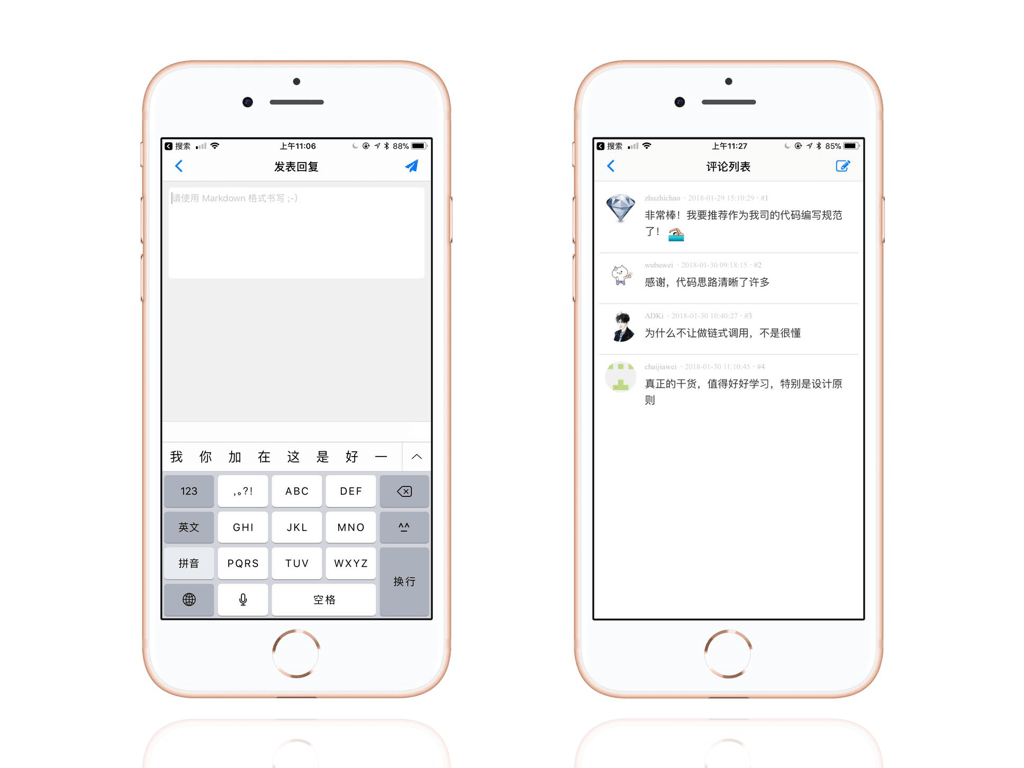 搜索 上午11:06 88%
发表回复
请使用 Markdown 格式书写 ;-)
我 你 加 在 这 是 好 一
123 ,。?! ABC DEF
英文 GHI JKL MNO ^^
拼音 PQRS TUV WXYZ
换行
空格
搜索 上午11:27 85%
评论列表
zhszhichao · 2018-01-29 15:10:29 · #1
非常棒！我要推荐作为我司的代码编写规范
了！
wubuwei · 2018-01-30 09:18:15 · #2
感谢，代码思路清晰了许多
ADKi · 2018-01-30 10:40:27 · #3
为什么不让做链式调用，不是很懂
chaijiawei · 2018-01-30 11:10:45 · #4
真正的干货，值得好好学习，特别是设计原
则